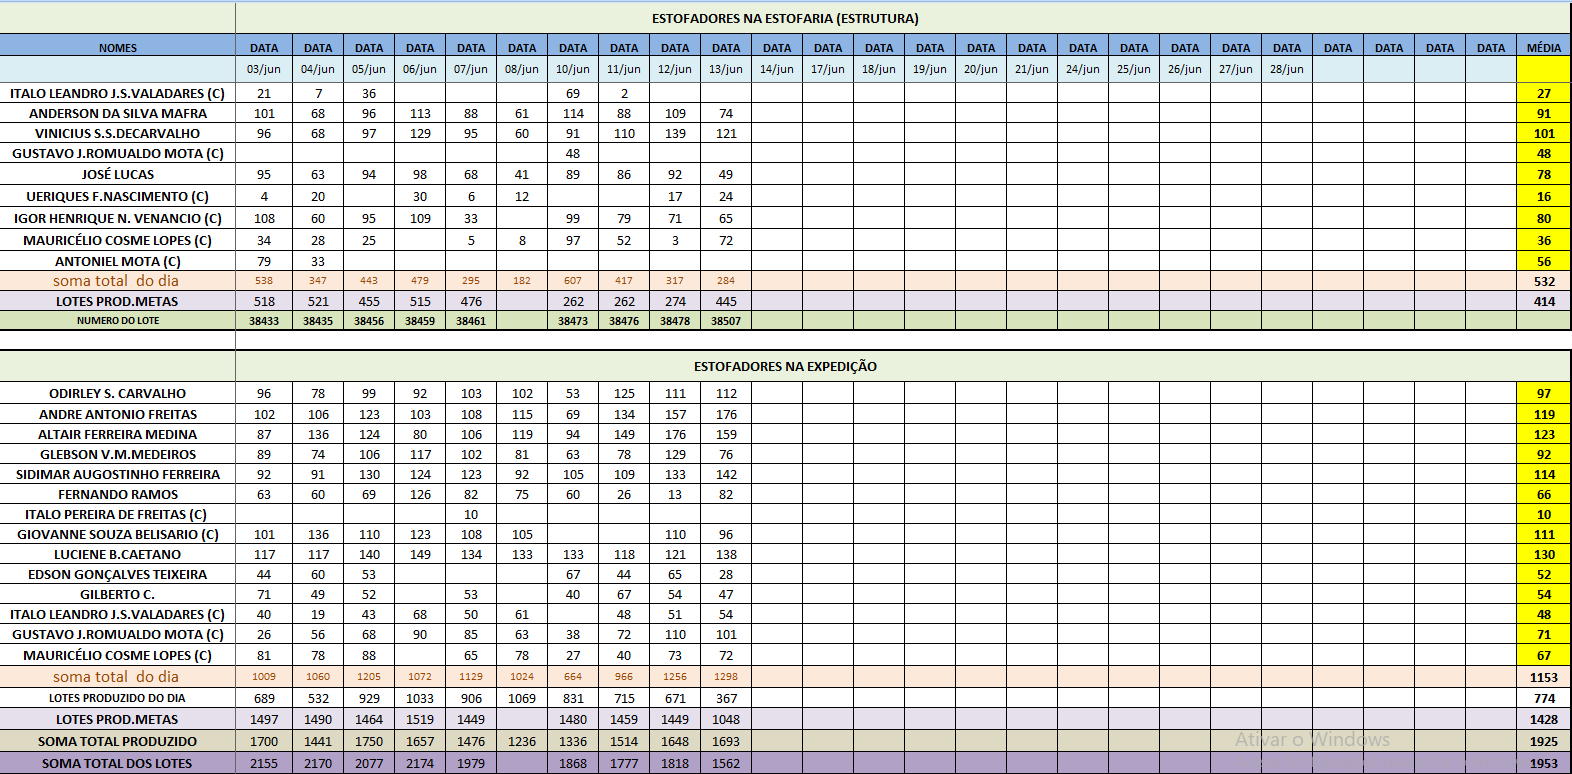 ESTOFADORES NA ESTOFARIA (ESTRUTURA)
NOMES DATA DATA DATA DATA DATA DATA DATA DATA DATA DATA DATA DATA DATA DATA DATA DATA DATA DATA DATA DATA DATA DATA DATA DATA DATA MÉDIA
03/jun 04/jun 05/jun 06/jun 07/jun 08/jun 10/jun 11/jun 12/jun 13/jun 14/jun 17/jun 18/jun 19/jun 20/jun 21/jun 24/jun 25/jun 26/jun 27/jun 28/jun
ITALO LEANDRO J.S.VALADARES (C) 21 7 36 69 2 27
ANDERSON DA SILVA MAFRA 101 68 96 113 88 61 114 88 109 74 91
VINICIUS S.S.DECARVALHO 96 68 97 129 95 60 91 110 139 121 101
GUSTAVO J.ROMUALDO MOTA (C) 48 48
JOSÉ LUCAS 95 63 94 98 68 41 89 86 92 49 78
UERIQUES F.NASCIMENTO (C) 4 20 30 6 12 17 24 16
IGOR HENRIQUE N. VENANCIO (C) 108 60 95 109 33 99 79 71 65 80
MAURICÉLIO COSME LOPES (C) 34 28 25 5 8 97 52 3 72 36
ANTONIEL MOTA (C) 79 33 56
soma total do dia 538 347 443 479 295 182 607 417 317 284 532
LOTES PROD.METAS 518 521 455 515 476 262 262 274 445 414
NUMERO DO LOTE 38433 38435 38456 38459 38461 38473 38476 38478 38507
ESTOFADORES NA EXPEDIÇÃO
ODIRLEY S. CARVALHO 96 78 99 92 103 102 53 125 111 112 97
ANDRE ANTONIO FREITAS 102 106 123 103 108 115 69 134 157 176 119
ALTAIR FERREIRA MEDINA 87 136 124 80 106 119 94 149 176 159 123
GLEBSON V.M.MEDEIROS 89 74 106 117 102 81 63 78 129 76 92
SIDIMAR AUGOSTINHO FERREIRA 92 91 130 124 123 92 105 109 133 142 114
FERNANDO RAMOS 63 60 69 126 82 75 60 26 13 82 66
ITALO PEREIRA DE FREITAS (C) 10 10
GIOVANNE SOUZA BELISARIO (C) 101 136 110 123 108 105 110 96 111
LUCIENE B.CAETANO 117 117 140 149 134 133 133 118 121 138 130
EDSON GONÇALVES TEIXEIRA 44 60 53 67 44 65 28 52
GILBERTO C. 71 49 52 53 40 67 54 47 54
ITALO LEANDRO J.S.VALADARES (C) 40 19 43 68 50 61 48 51 54 48
GUSTAVO J.ROMUALDO MOTA (C) 26 56 68 90 85 63 38 72 110 101 71
MAURICÉLIO COSME LOPES (C) 81 78 88 65 78 27 40 73 72 67
soma total do dia 1009 1060 1205 1072 1129 1024 664 966 1256 1298 1153
LOTES PRODUZIDO DO DIA 689 532 929 1033 906 1069 831 715 671 367 774
LOTES PROD.METAS 1497 1490 1464 1519 1449 1480 1459 1449 1048 1428
SOMA TOTAL PRODUZIDO 1700 1441 1750 1657 1476 1236 1336 1514 1648 1693 1925
Ativar o Windows
SOMA TOTAL DOS LOTES 2155 2170 2077 2174 1979 1868 1777 1818 1562 1953